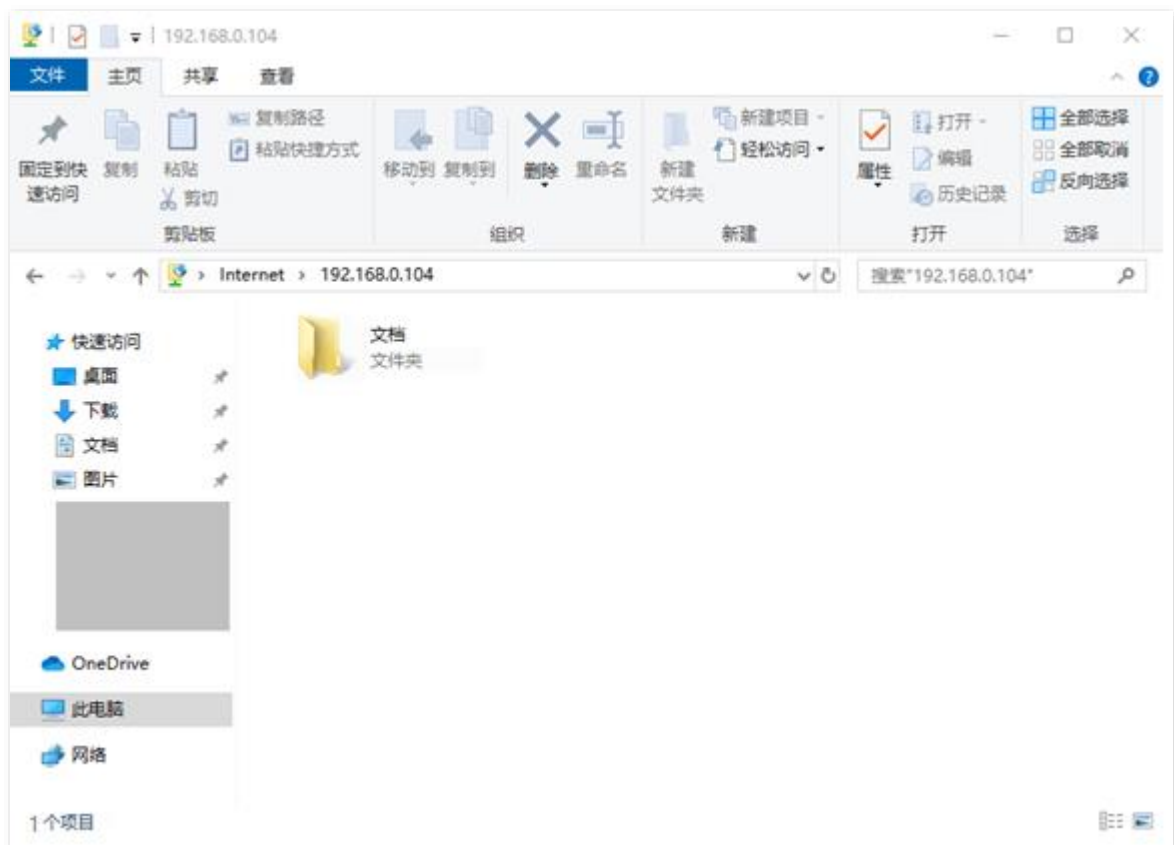 192.168.0.104
文件 主页 共享 查看
固定到快速访问
复制
粘贴
复制路径
粘贴快捷方式
剪切
剪贴板
移动到
复制到
删除
重命名
组织
新建文件夹
新建项目
轻松访问
新建
属性
打开
编辑
历史记录
打开
全部选择
全部取消
反向选择
选择
Internet > 192.168.0.104
搜索"192.168.0.104"
快速访问
桌面
下载
文档
图片
OneDrive
此电脑
网络
文档
文件夹
1 个项目